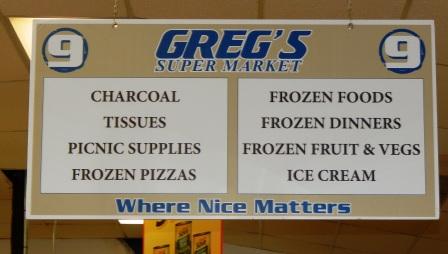 9 GREG'S 9
SUPER MARKET
CHARCOAL
TISSUES
PICNIC SUPPLIES
FROZEN PIZZAS
FROZEN FOODS
FROZEN DINNERS
FROZEN FRUIT & VEGS
ICE CREAM
Where Nice Matters